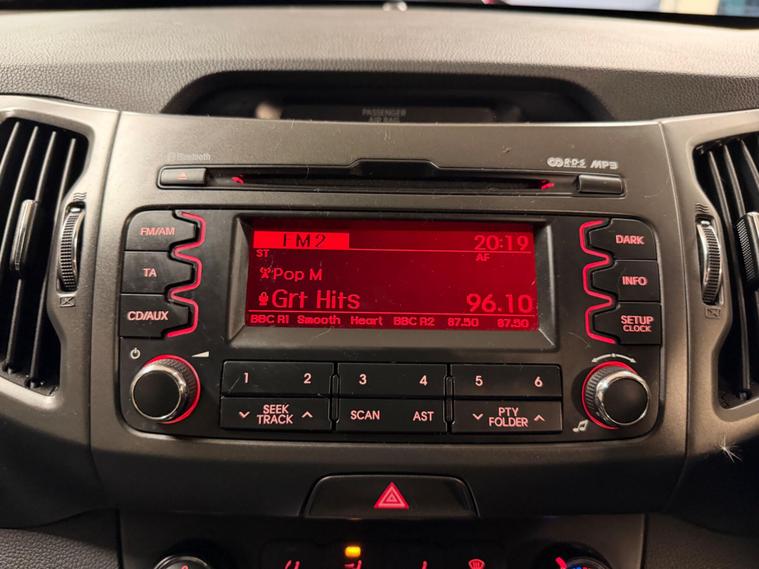 PASSENGER
AIR BAG
Bluetooth
RDS MP3
FM/AM
TA
CD/AUX
FM2 20:19
ST AF
Pop M
Grt Hits 96.10
BBC R1 Smooth Heart BBC R2 87.50 87.50
DARK
INFO
SETUP
CLOCK
1 2 3 4 5 6
SEEK
TRACK
SCAN AST
PTY
FOLDER